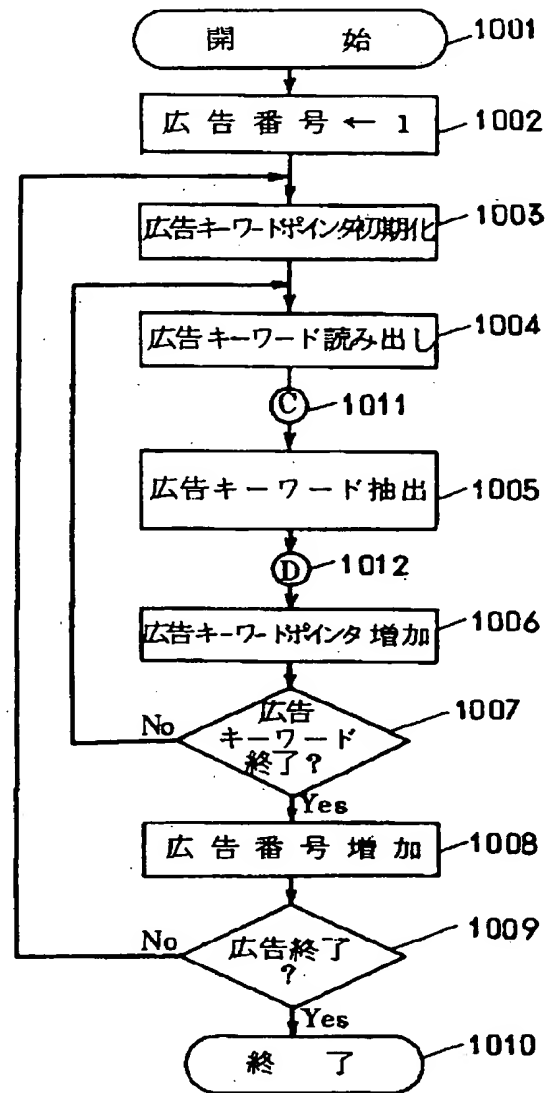 開始 1001
広告番号 ← 1 1002
広告キーワードポインタ初期化 1003
広告キーワード読み出し 1004
C 1011
広告キーワード抽出 1005
D 1012
広告キーワードポインタ増加 1006
広告 1007
No キーワード
終了?
Yes
広告番号増加 1008
1009
No 広告終了
?
Yes
終了 1010